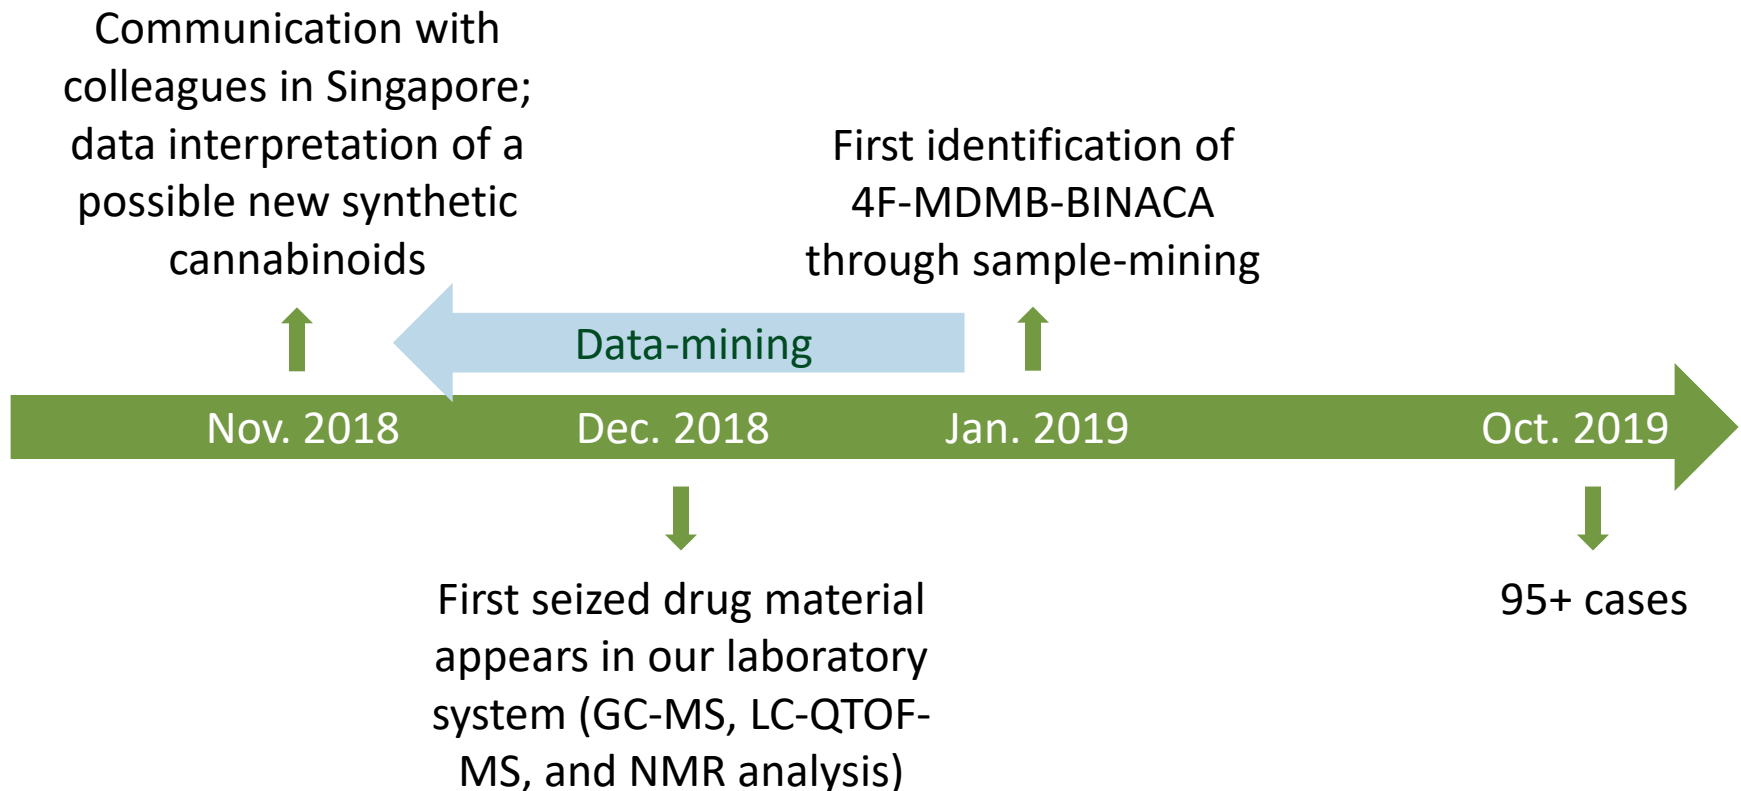 Communication with
colleagues in Singapore;
data interpretation of a
possible new synthetic
cannabinoids
First identification of
4F-MDMB-BINACA
through sample-mining
Data-mining
Nov. 2018
Dec. 2018
Jan. 2019
Oct. 2019
First seized drug material
appears in our laboratory
system (GC-MS, LC-QTOF-
MS, and NMR analysis)
95+ cases